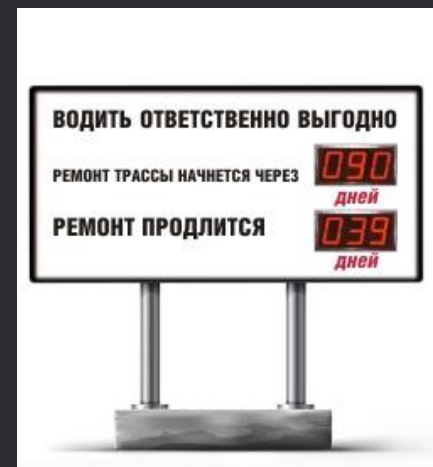 ВОДИТЬ ОТВЕТСТВЕННО ВЫГОДНО
РЕМОНТ ТРАССЫ НАЧНЕТСЯ ЧЕРЕЗ 090
дней
РЕМОНТ ПРОДЛИТСЯ 039
дней